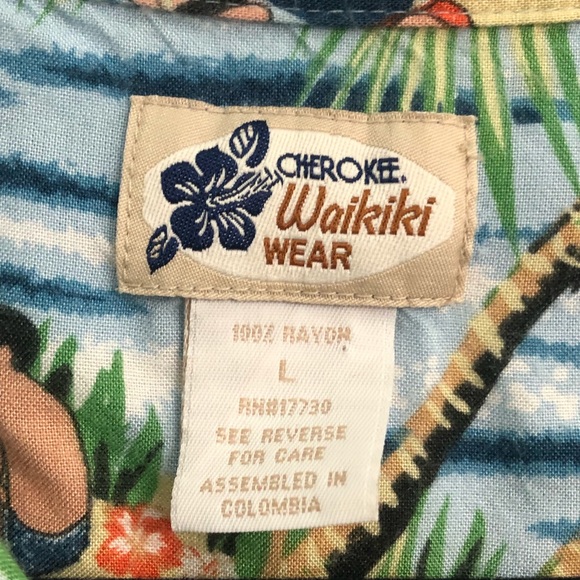 CHEROKEE.
Waikiki
WEAR
100% RAYON
L
RN#17730
SEE REVERSE
FOR CARE
ASSEMBLED IN
COLOMBIA